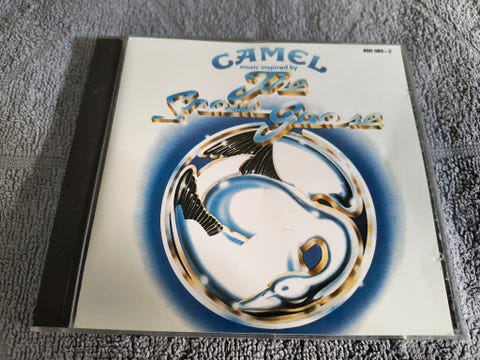 CAMEL
music inspired by
The
Snow Goose